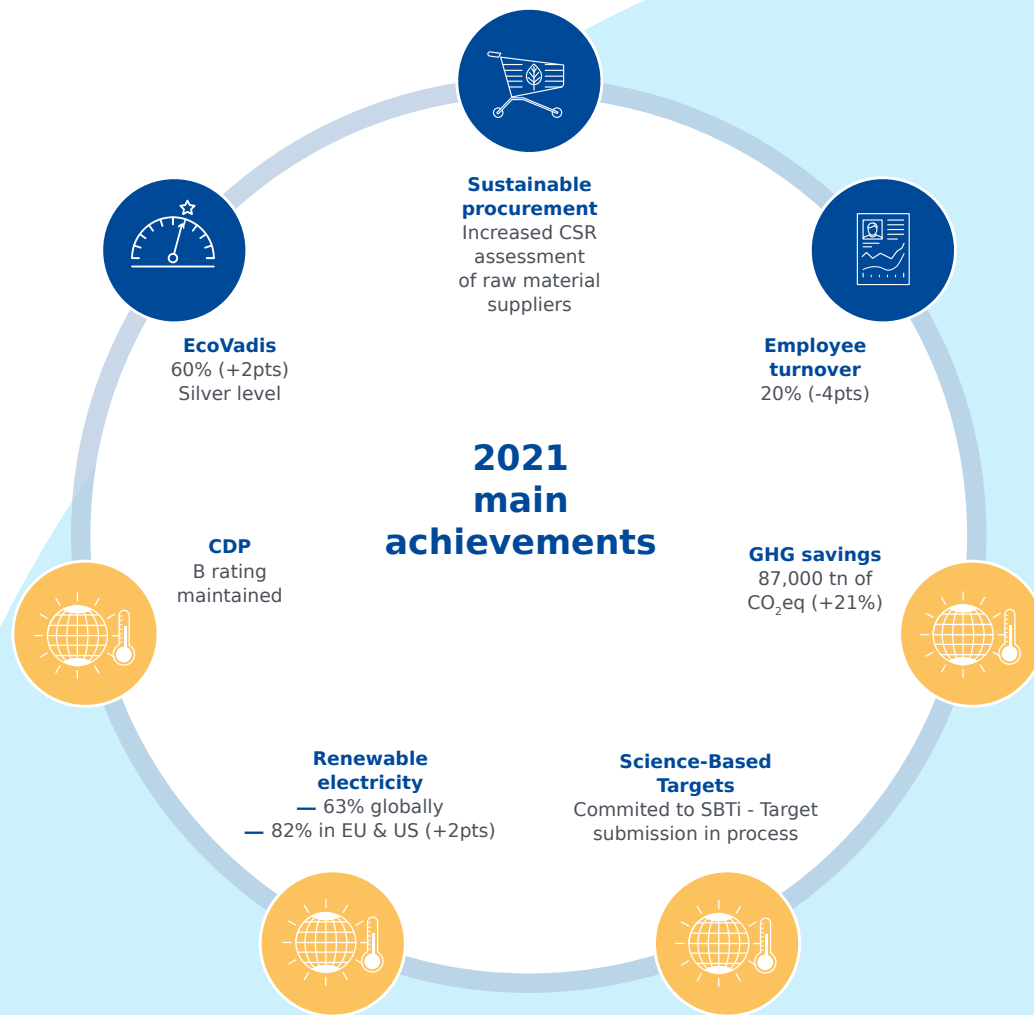 Sustainable
procurement
Increased CSR
assessment
of raw material
suppliers
EcoVadis
60% (+2pts)
Silver level
Employee
turnover
20% (-4pts)
2021
main
achievements
CDP
B rating
maintained
GHG savings
87,000 tn of
CO₂eq (+21%)
Renewable
electricity
— 63% globally
— 82% in EU & US (+2pts)
Science-Based
Targets
Commited to SBTi - Target
submission in process